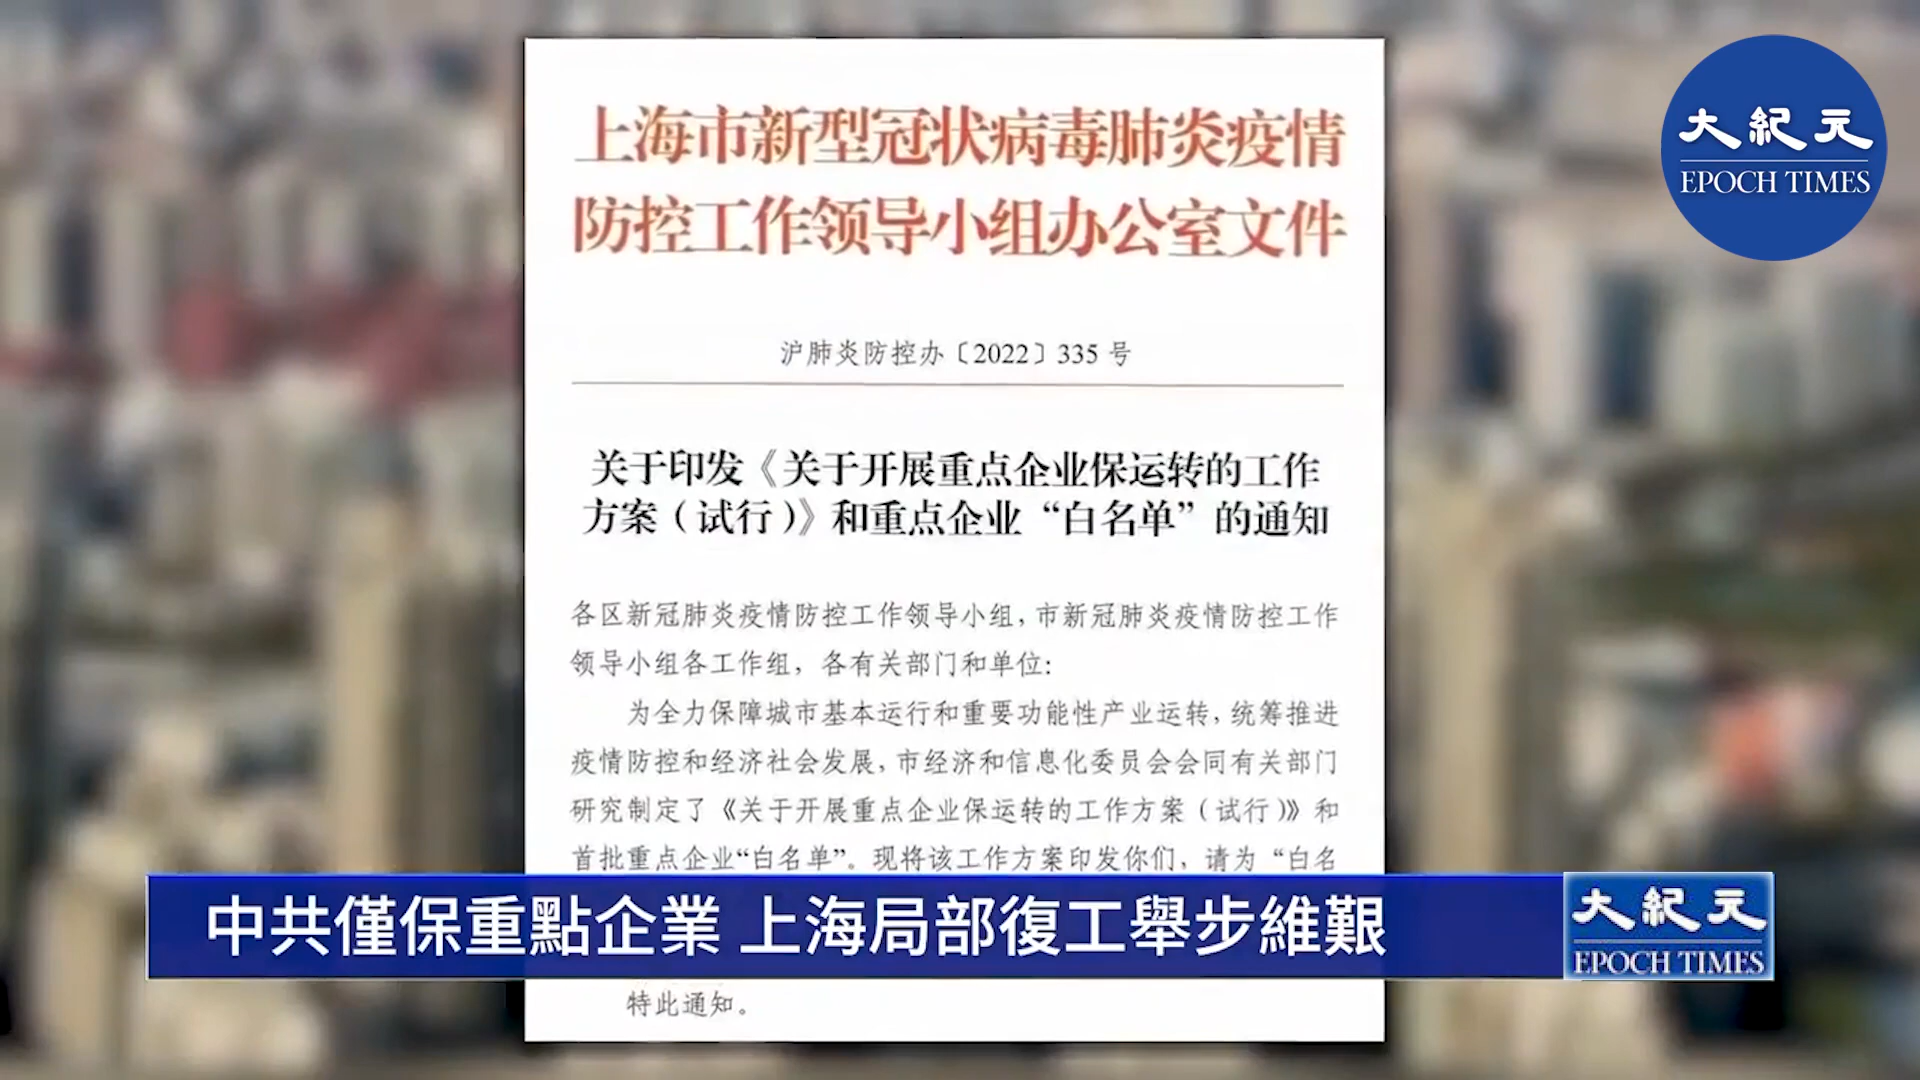 大紀元
EPOCH TIMES
上海市新型冠状病毒肺炎疫情
防控工作领导小组办公室文件
沪肺炎防控办〔2022〕335 号
关于印发《关于开展重点企业保运转的工作
方案（试行）》和重点企业“白名单”的通知
各区新冠肺炎疫情防控工作领导小组，市新冠肺炎疫情防控工作
领导小组各工作组，各有关部门和单位：
为全力保障城市基本运行和重要功能性产业运转，统筹推进
疫情防控和经济社会发展，市经济和信息化委员会会同有关部门
研究制定了《关于开展重点企业保运转的工作方案（试行）》和
首批重点企业“白名单”。现将该工作方案印发你们，请为“白名
中共僅保重點企業 上海局部復工舉步維艱
大紀元
EPOCH TIMES
特此通知。